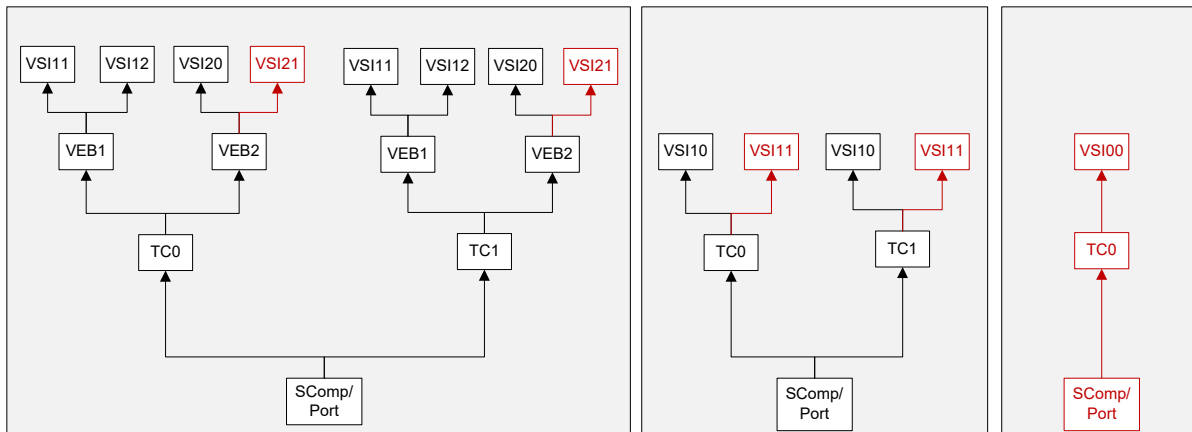 VSI11
VSI12
VSI20
VSI21
VSI11
VSI12
VSI20
VSI21
VEB1
VEB2
VEB1
VEB2
TC0
TC1
SComp/
Port
VSI10
VSI11
VSI10
VSI11
TC0
TC1
SComp/
Port
VSI00
TC0
SComp/
Port